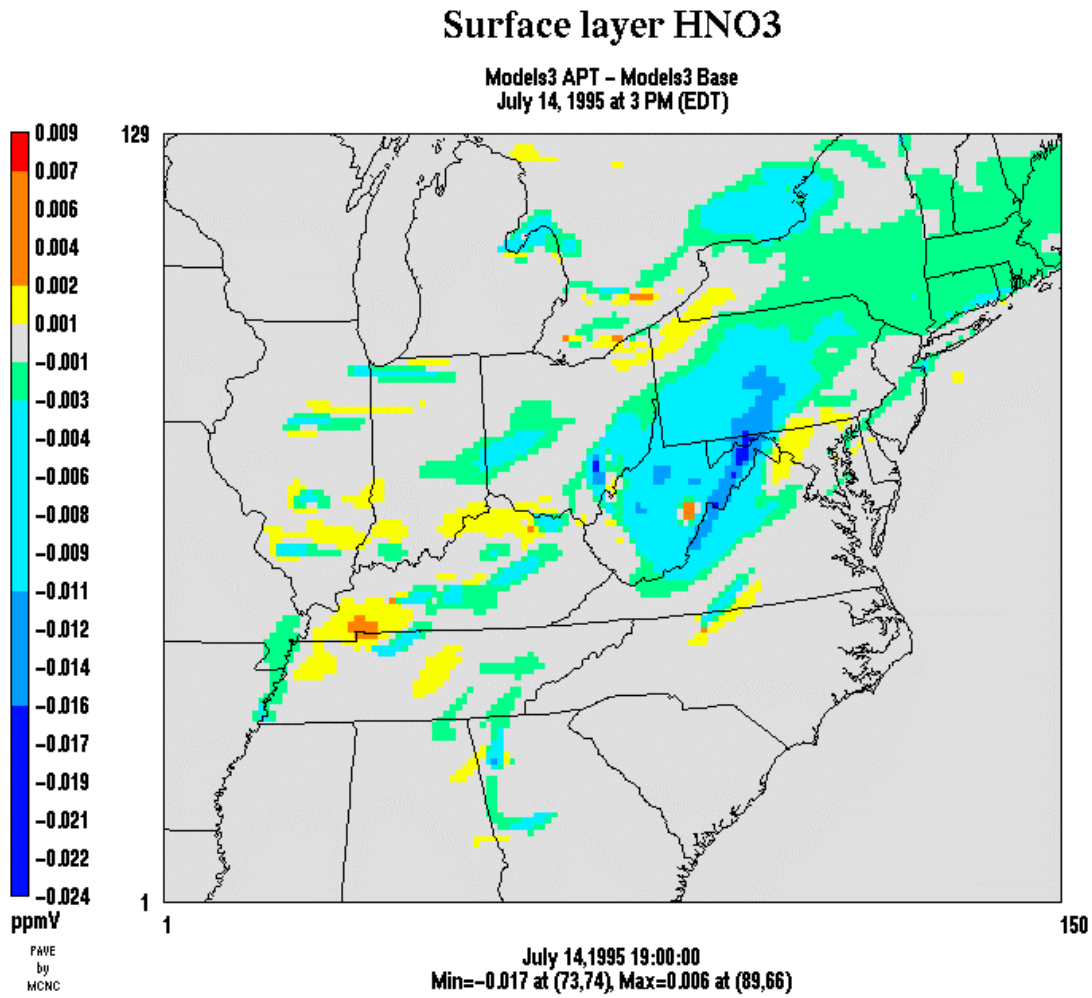 Surface layer HNO3
Models3 APT − Models3 Base
July 14, 1995 at 3 PM (EDT)
0.009
0.007
0.006
0.004
0.002
0.001
−0.001
−0.003
−0.004
−0.006
−0.008
−0.009
−0.011
−0.012
−0.014
−0.016
−0.017
−0.019
−0.021
−0.022
−0.024
ppmV
PAVE
by
MCNC
129
1
1
150
July 14,1995 19:00:00
Min=−0.017 at (73,74), Max=0.006 at (89,66)